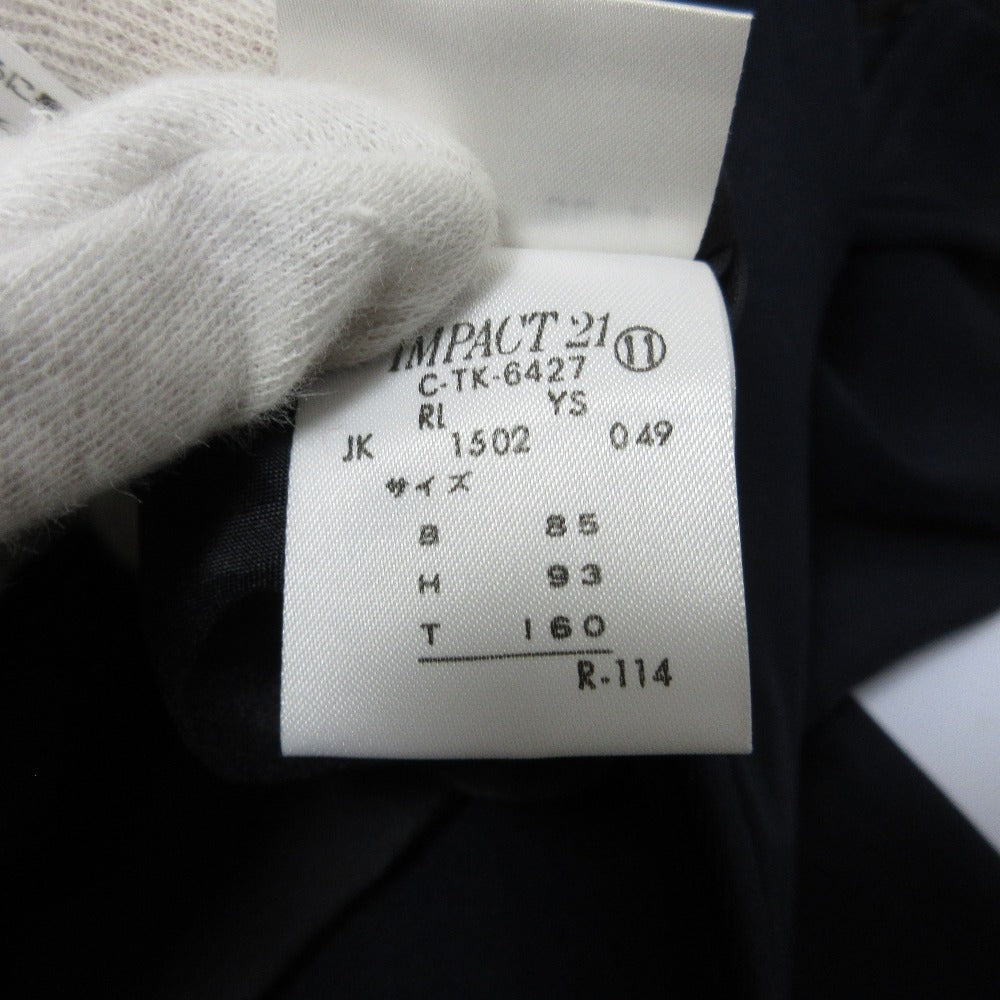 IMPACT 21 ⑪
C-TK-6427
RL YS
JK 1502 049
サイズ
B 85
H 93
T 160
R-114